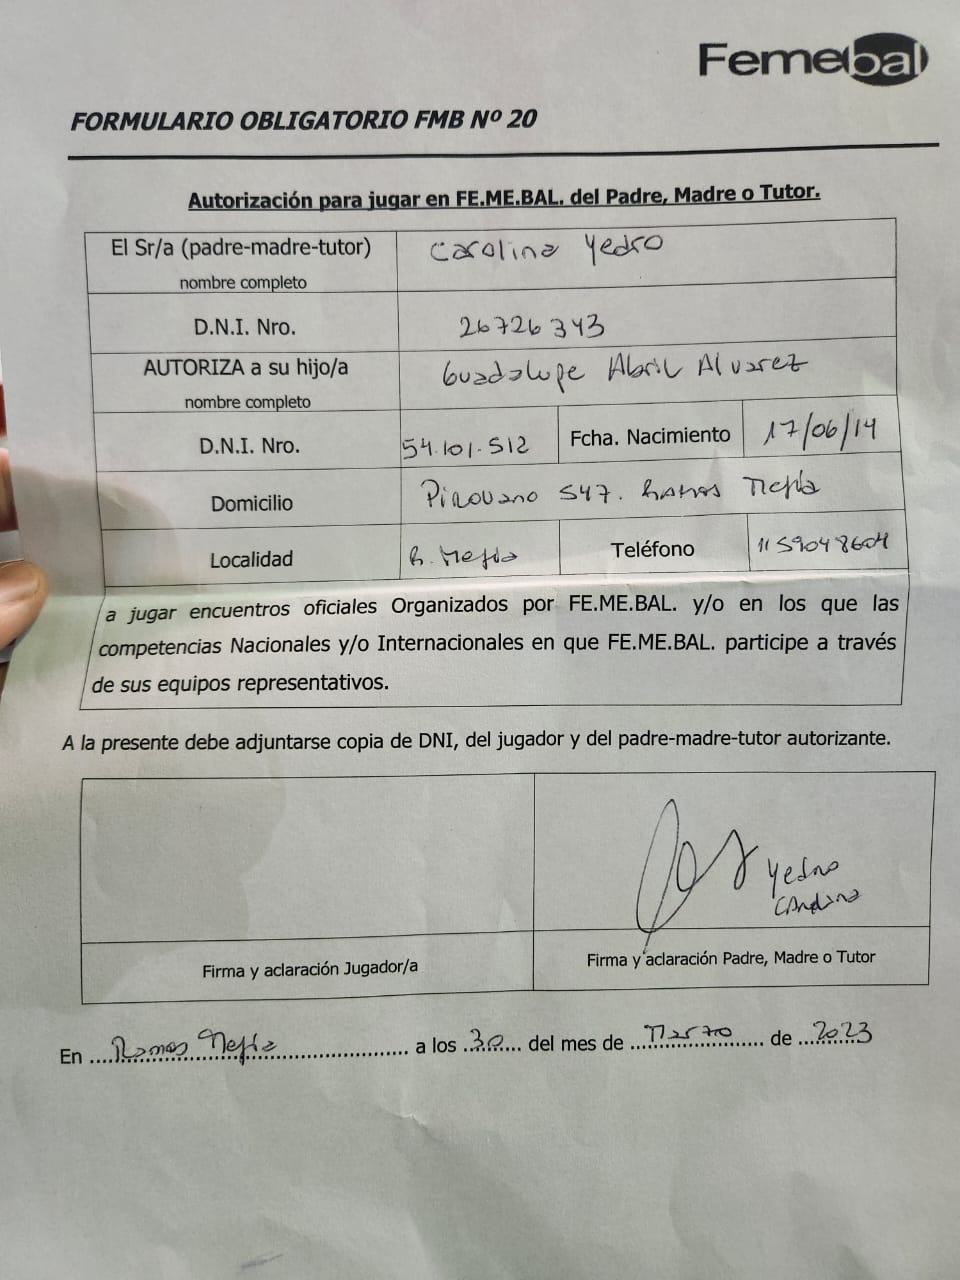 Femebal
FORMULARIO OBLIGATORIO FMB Nº 20
Autorización para jugar en FE.ME.BAL. del Padre, Madre o Tutor.
El Sr/a (padre-madre-tutor) Carolina Yedro
nombre completo
D.N.I. Nro. 26726343
AUTORIZA a su hijo/a Guadalupe Abril Alvarez
nombre completo
D.N.I. Nro. 54.101.512 Fcha. Nacimiento 17/06/14
Domicilio Pirovano 547. Ramos Mejía
Localidad R. Mejía Teléfono 1159048604
a jugar encuentros oficiales Organizados por FE.ME.BAL. y/o en los que las
competencias Nacionales y/o Internacionales en que FE.ME.BAL. participe a través
de sus equipos representativos.
A la presente debe adjuntarse copia de DNI, del jugador y del padre-madre-tutor autorizante.
Yedro
Carolina
Firma y aclaración Jugador/a Firma y aclaración Padre, Madre o Tutor
En Ramos Mejía a los 30 del mes de Marzo de 2023